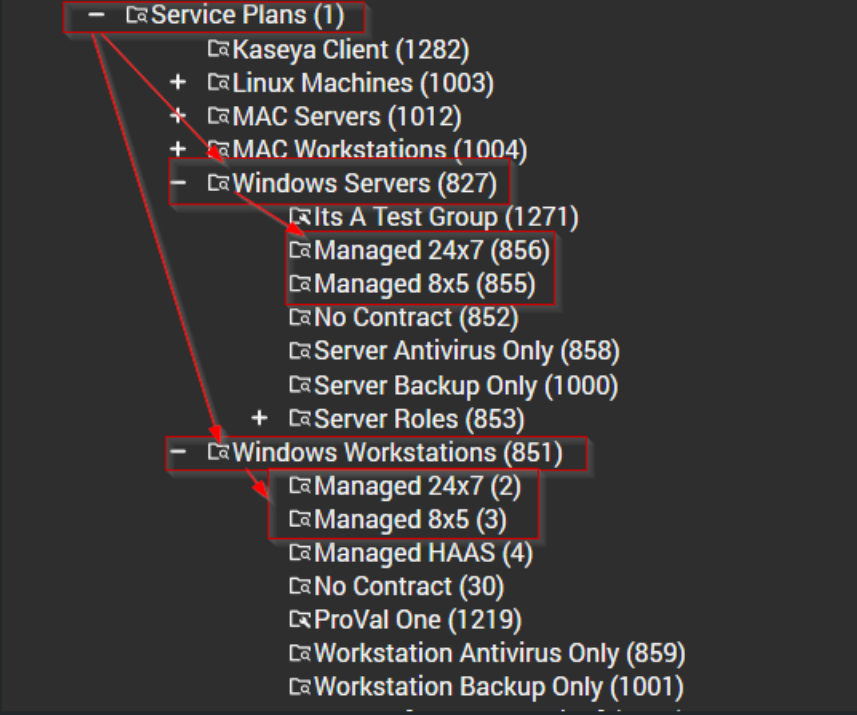 Service Plans (1)
Kaseya Client (1282)
Linux Machines (1003)
MAC Servers (1012)
MAC Workstations (1004)
Windows Servers (827)
Its A Test Group (1271)
Managed 24x7 (856)
Managed 8x5 (855)
No Contract (852)
Server Antivirus Only (858)
Server Backup Only (1000)
Server Roles (853)
Windows Workstations (851)
Managed 24x7 (2)
Managed 8x5 (3)
Managed HAAS (4)
No Contract (30)
ProVal One (1219)
Workstation Antivirus Only (859)
Workstation Backup Only (1001)